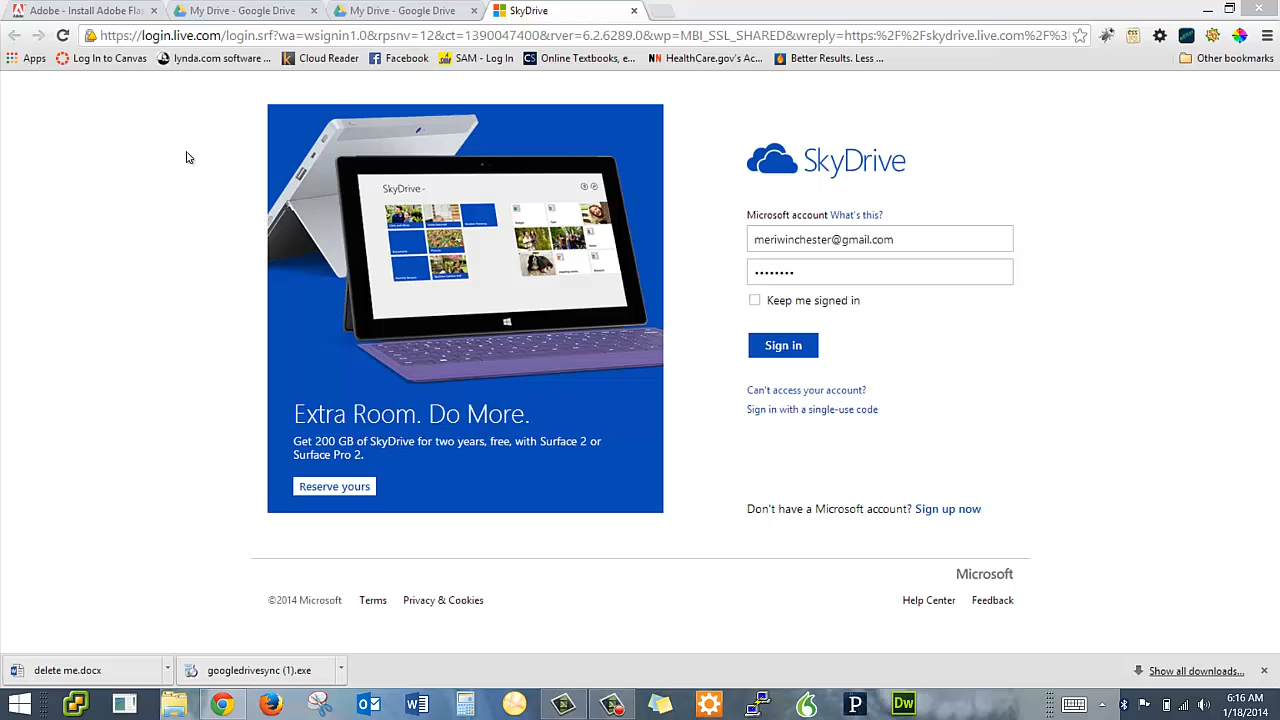 Adobe - Install Adobe Flas
My Drive - Google Drive
My Drive - Google Drive
SkyDrive
https://login.live.com/login.srf?wa=wsignin1.0&rpsnv=12&ct=1390047400&rver=6.2.6289.0&wp=MBI_SSL_SHARED&wreply=https:%2F%2Fskydrive.live.com%2F%3
Apps
Log In to Canvas
lynda.com software ...
Cloud Reader
Facebook
SAM - Log In
Online Textbooks, e...
HealthCare.gov's Ac...
Better Results. Less ...
Other bookmarks
SkyDrive
Extra Room. Do More.
Get 200 GB of SkyDrive for two years, free, with Surface 2 or
Surface Pro 2.
Reserve yours
SkyDrive
Microsoft account What's this?
meriwinchester@gmail.com
••••••••
Keep me signed in
Sign in
Can't access your account?
Sign in with a single-use code
Don't have a Microsoft account? Sign up now
Microsoft
©2014 Microsoft Terms Privacy & Cookies
Help Center Feedback
delete me.docx
googledrivesync (1).exe
Show all downloads...
6:16 AM
1/18/2014